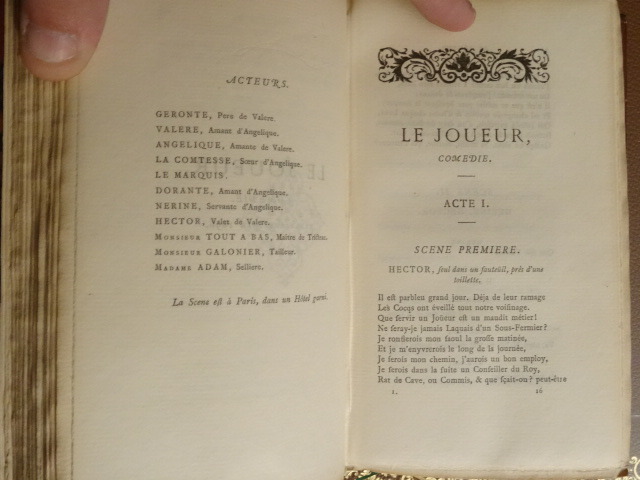 ACTEURS.
GERONTE, Pere de Valere.
VALERE, Amant d'Angelique.
ANGELIQUE, Amante de Valere.
LA COMTESSE, Sœur d'Angelique.
LE MARQUIS.
DORANTE, Amant d'Angelique.
NERINE, Servante d'Angelique.
HECTOR, Valet de Valere.
Monsieur TOUT A BAS, Maître de Trictrac.
Monsieur GALONIER, Tailleur.
Madame ADAM, Selliere.
La Scene est à Paris, dans un Hôtel garni.
LE JOUEUR,
COMEDIE.
ACTE I.
SCENE PREMIERE.
HECTOR, ſeul dans un fauteüil, près d'une
toillette.
Il est parbleu grand jour. Déja de leur ramage
Les Cocqs ont éveillé tout notre voiſinage.
Que ſervir un Joüeur eſt un maudit métier!
Ne ſeray-je jamais Laquais d'un Sous-Fermier?
Je ronflerois mon ſaoul la groſſe matinée,
Et je m'enyvrerois le long de la journée,
Je ferois mon chemin, j'aurois un bon employ,
Je ſerois dans la ſuite un Conſeiller du Roy,
Rat de Cave, ou Commis, & que ſçait-on? peut-être
1. 16